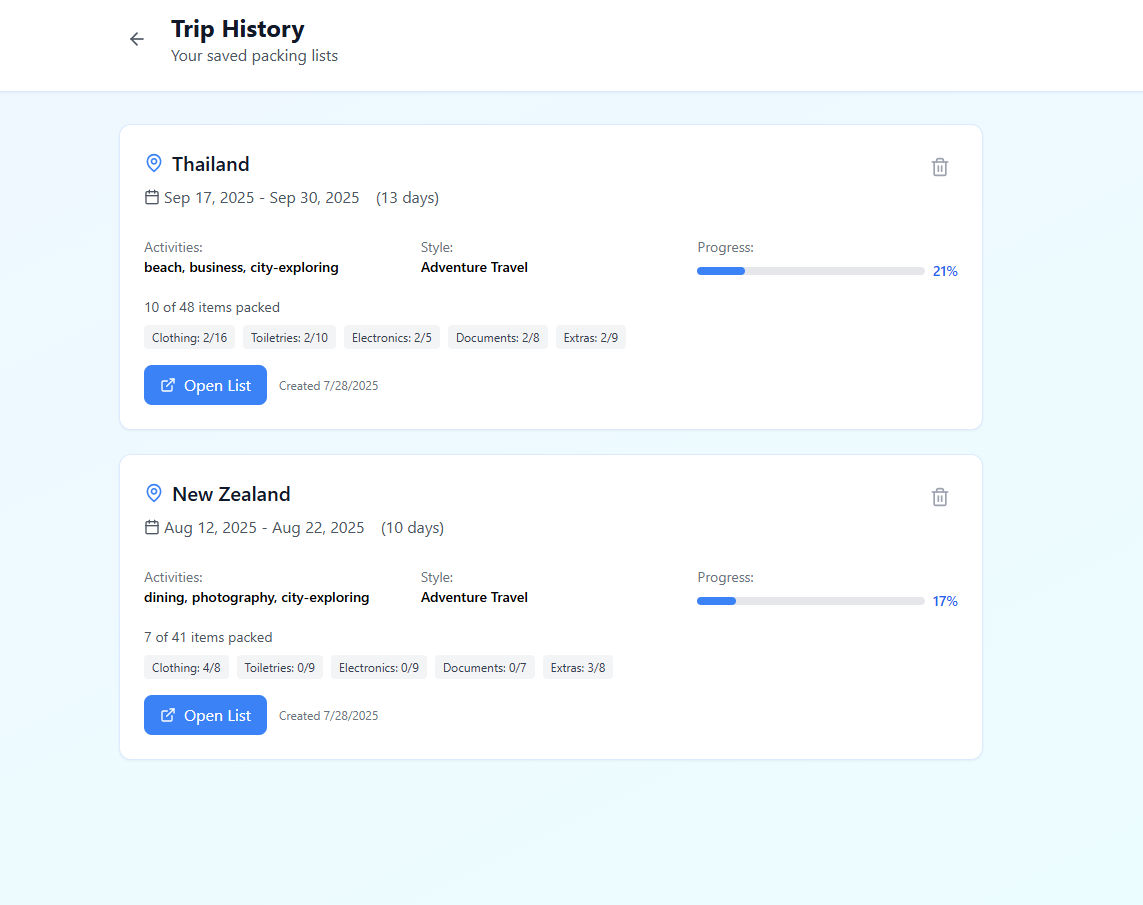 Trip History
Your saved packing lists
Thailand
Sep 17, 2025 - Sep 30, 2025 (13 days)
Activities:
beach, business, city-exploring
Style:
Adventure Travel
Progress:
21%
10 of 48 items packed
Clothing: 2/16 Toiletries: 2/10 Electronics: 2/5 Documents: 2/8 Extras: 2/9
Open List Created 7/28/2025
New Zealand
Aug 12, 2025 - Aug 22, 2025 (10 days)
Activities:
dining, photography, city-exploring
Style:
Adventure Travel
Progress:
17%
7 of 41 items packed
Clothing: 4/8 Toiletries: 0/9 Electronics: 0/9 Documents: 0/7 Extras: 3/8
Open List Created 7/28/2025